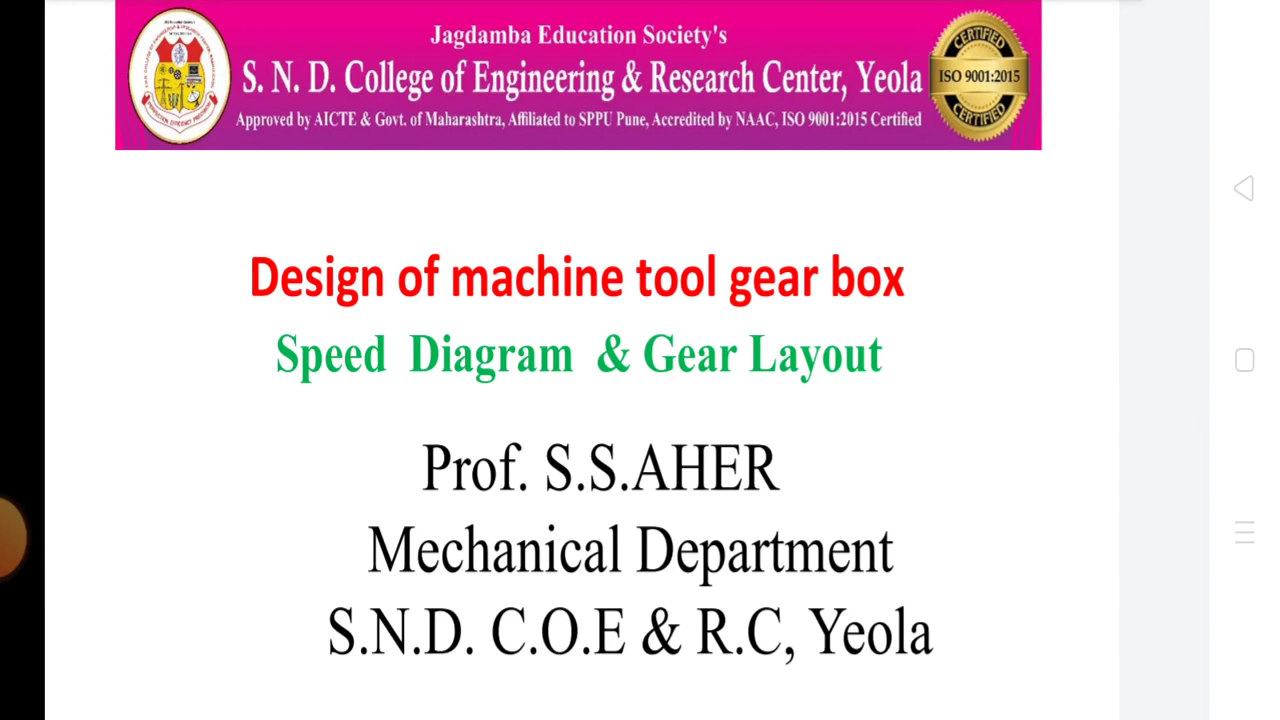 Jagdamba Education Society's
S. N. D. College of Engineering & Research Center, Yeola
Approved by AICTE & Govt. of Maharashtra, Affiliated to SPPU Pune, Accredited by NAAC, ISO 9001:2015 Certified
CERTIFIED
ISO 9001:2015
CERTIFIED
Design of machine tool gear box
Speed Diagram & Gear Layout
Prof. S.S.AHER
Mechanical Department
S.N.D. C.O.E & R.C, Yeola